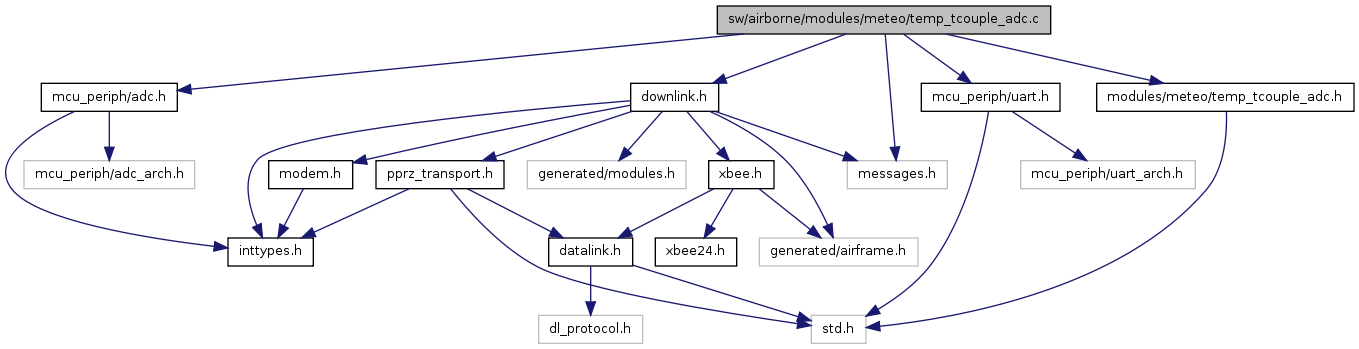 sw/airborne/modules/meteo/temp_tcouple_adc.c
mcu_periph/adc.h
downlink.h
mcu_periph/uart.h
modules/meteo/temp_tcouple_adc.h
mcu_periph/adc_arch.h
modem.h
pprz_transport.h
generated/modules.h
xbee.h
messages.h
mcu_periph/uart_arch.h
inttypes.h
datalink.h
xbee24.h
generated/airframe.h
dl_protocol.h
std.h